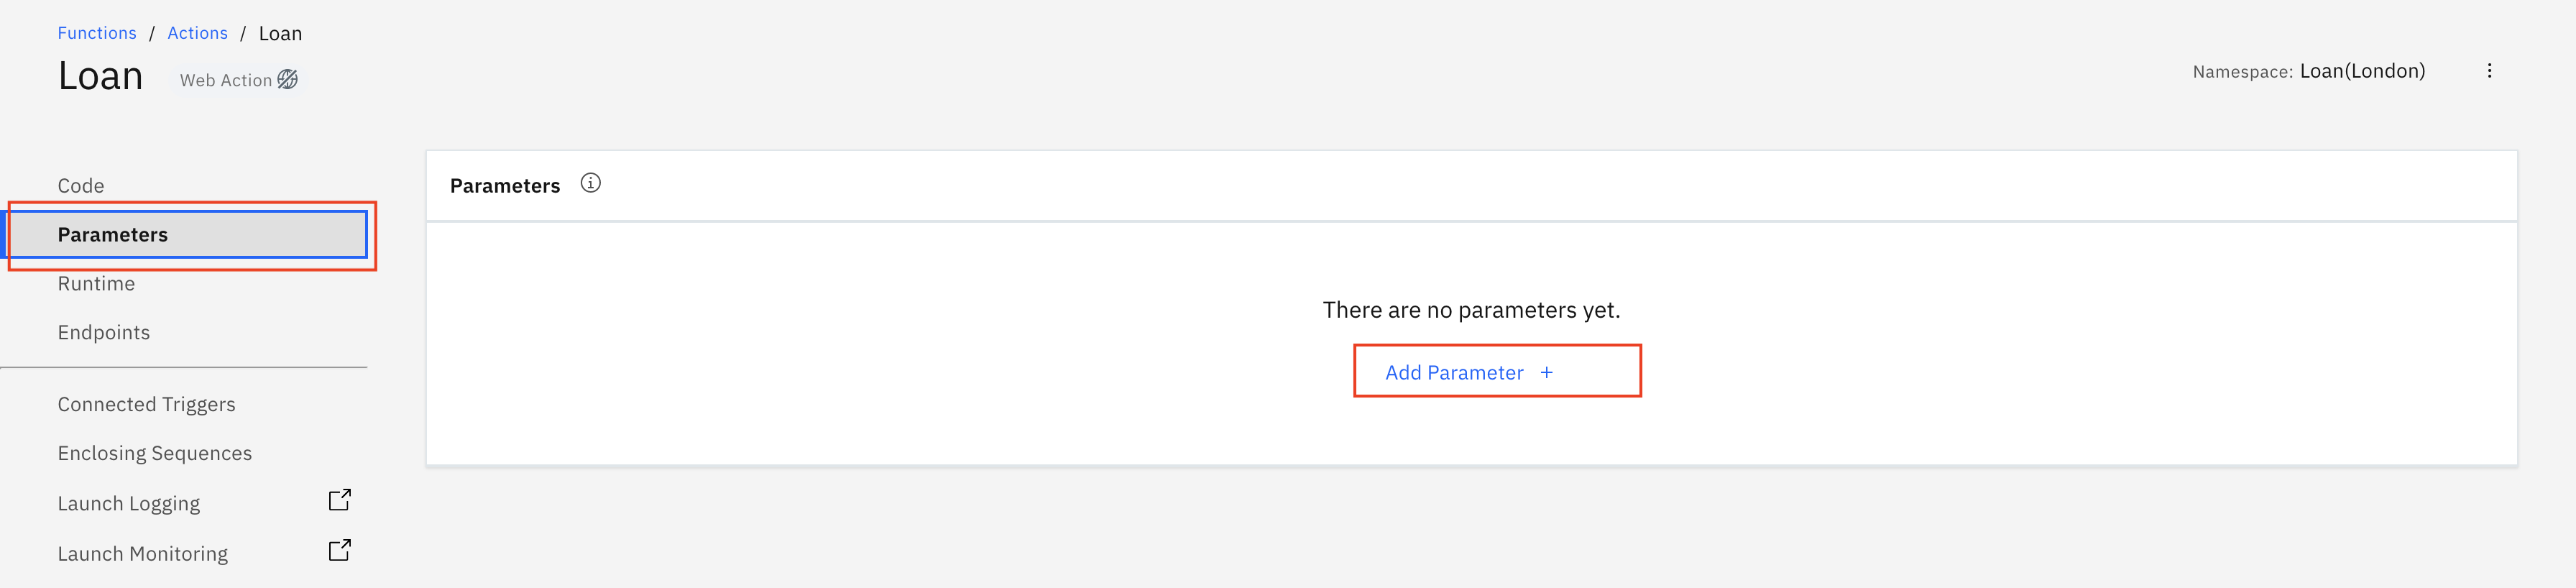 Functions / Actions / Loan
Loan Web Action
Namespace: Loan(London)
Code
Parameters
Runtime
Endpoints
Connected Triggers
Enclosing Sequences
Launch Logging
Launch Monitoring
Parameters
There are no parameters yet.
Add Parameter +